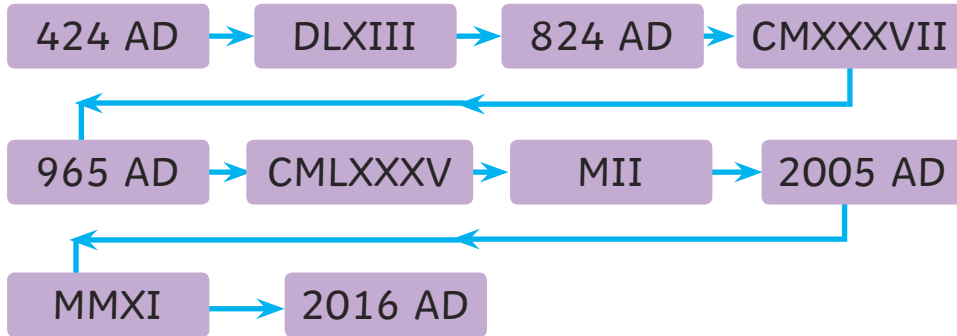 424 AD DLXIII 824 AD CMXXXVII
965 AD CMLXXXV MII 2005 AD
MMXI 2016 AD